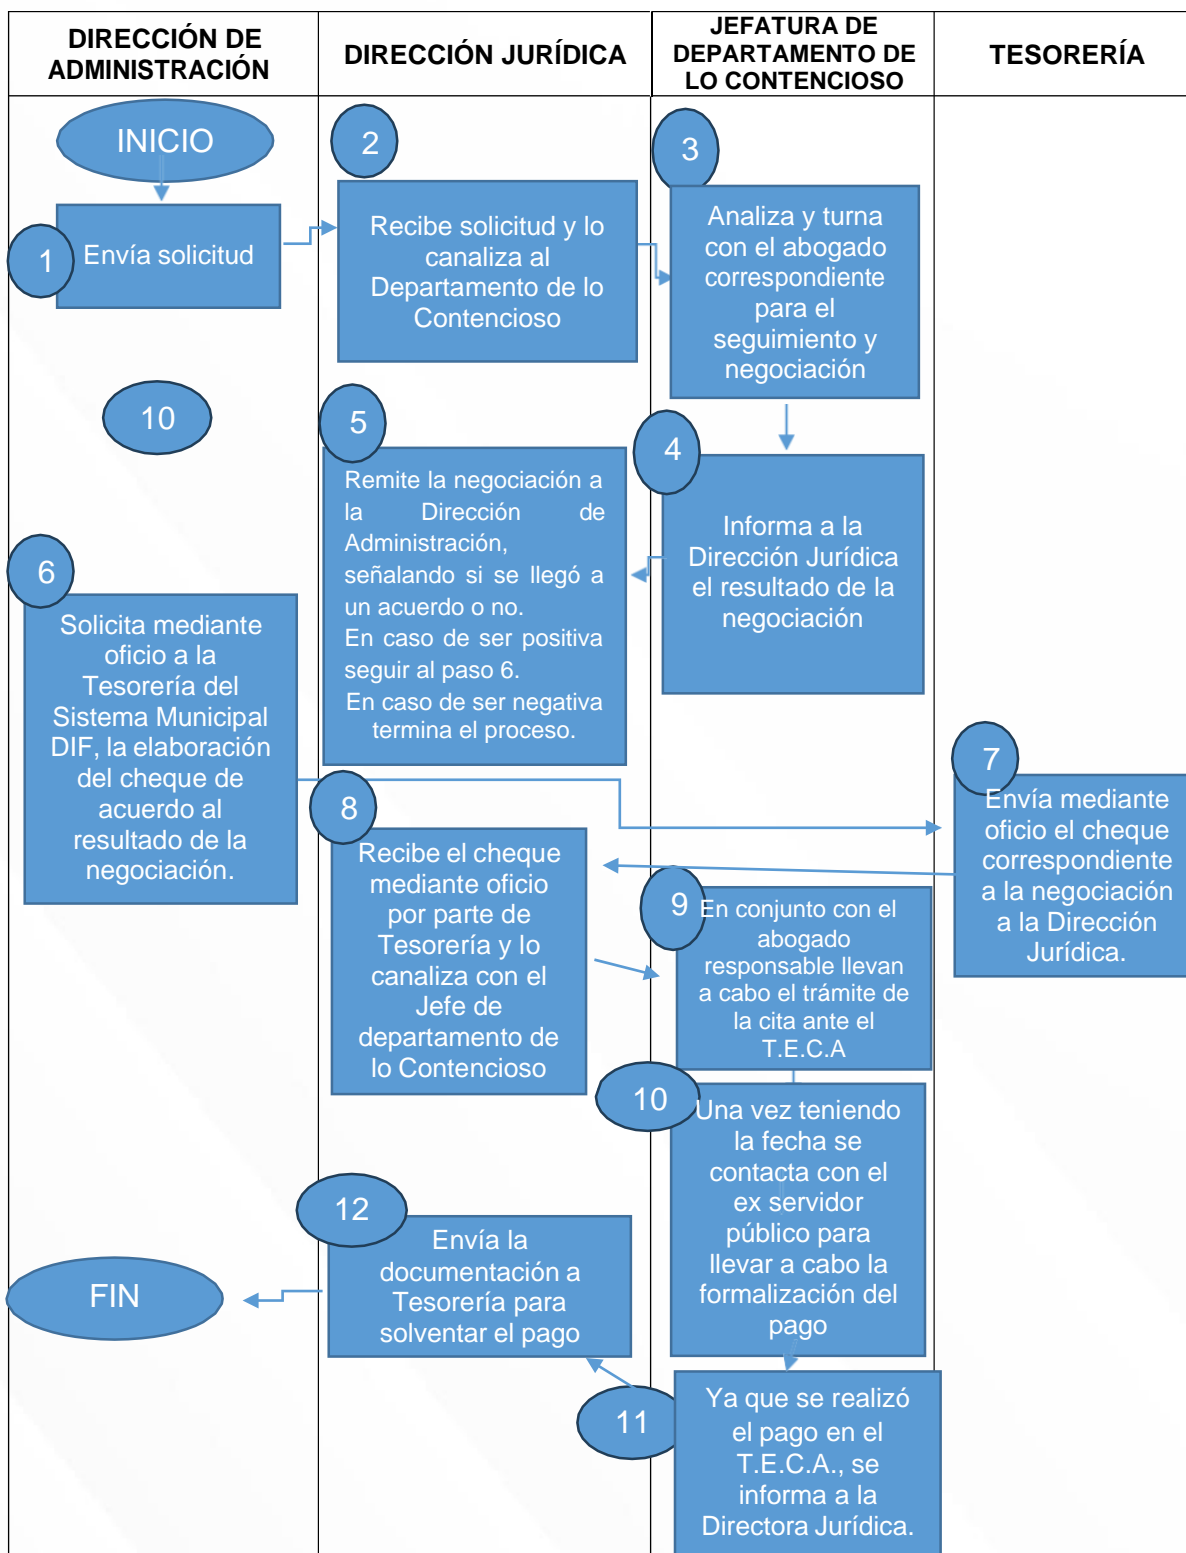 DIRECCIÓN DE
ADMINISTRACIÓN
DIRECCIÓN JURÍDICA
JEFATURA DE
DEPARTAMENTO DE
LO CONTENCIOSO
TESORERÍA
INICIO
1
Envía solicitud
2
Recibe solicitud y lo
canaliza al
Departamento de lo
Contencioso
3
Analiza y turna
con el abogado
correspondiente
para el
seguimiento y
negociación
10
4
Informa a la
Dirección Jurídica
el resultado de la
negociación
5
Remite la negociación a
la Dirección de
Administración,
señalando si se llegó a
un acuerdo o no.
En caso de ser positiva
seguir al paso 6.
En caso de ser negativa
termina el proceso.
6
Solicita mediante
oficio a la
Tesorería del
Sistema Municipal
DIF, la elaboración
del cheque de
acuerdo al
resultado de la
negociación.
7
Envía mediante
oficio el cheque
correspondiente
a la negociación
a la Dirección
Jurídica.
8
Recibe el cheque
mediante oficio
por parte de
Tesorería y lo
canaliza con el
Jefe de
departamento de
lo Contencioso
9
En conjunto con el
abogado
responsable llevan
a cabo el trámite de
la cita ante el
T.E.C.A
10
Una vez teniendo
la fecha se
contacta con el
ex servidor
público para
llevar a cabo la
formalización del
pago
11
Ya que se realizó
el pago en el
T.E.C.A., se
informa a la
Directora Jurídica.
12
Envía la
documentación a
Tesorería para
solventar el pago
FIN